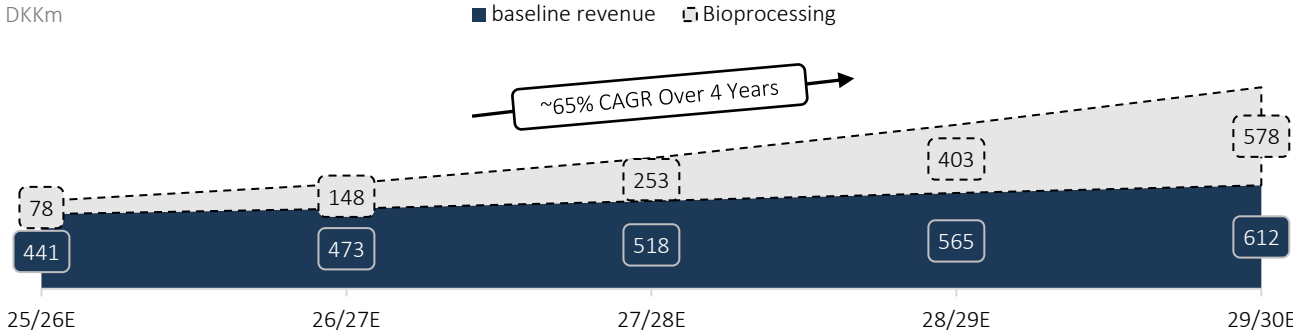 DKKm
baseline revenue Bioprocessing
~65% CAGR Over 4 Years
78 148 253 403 578
441 473 518 565 612
25/26E 26/27E 27/28E 28/29E 29/30E